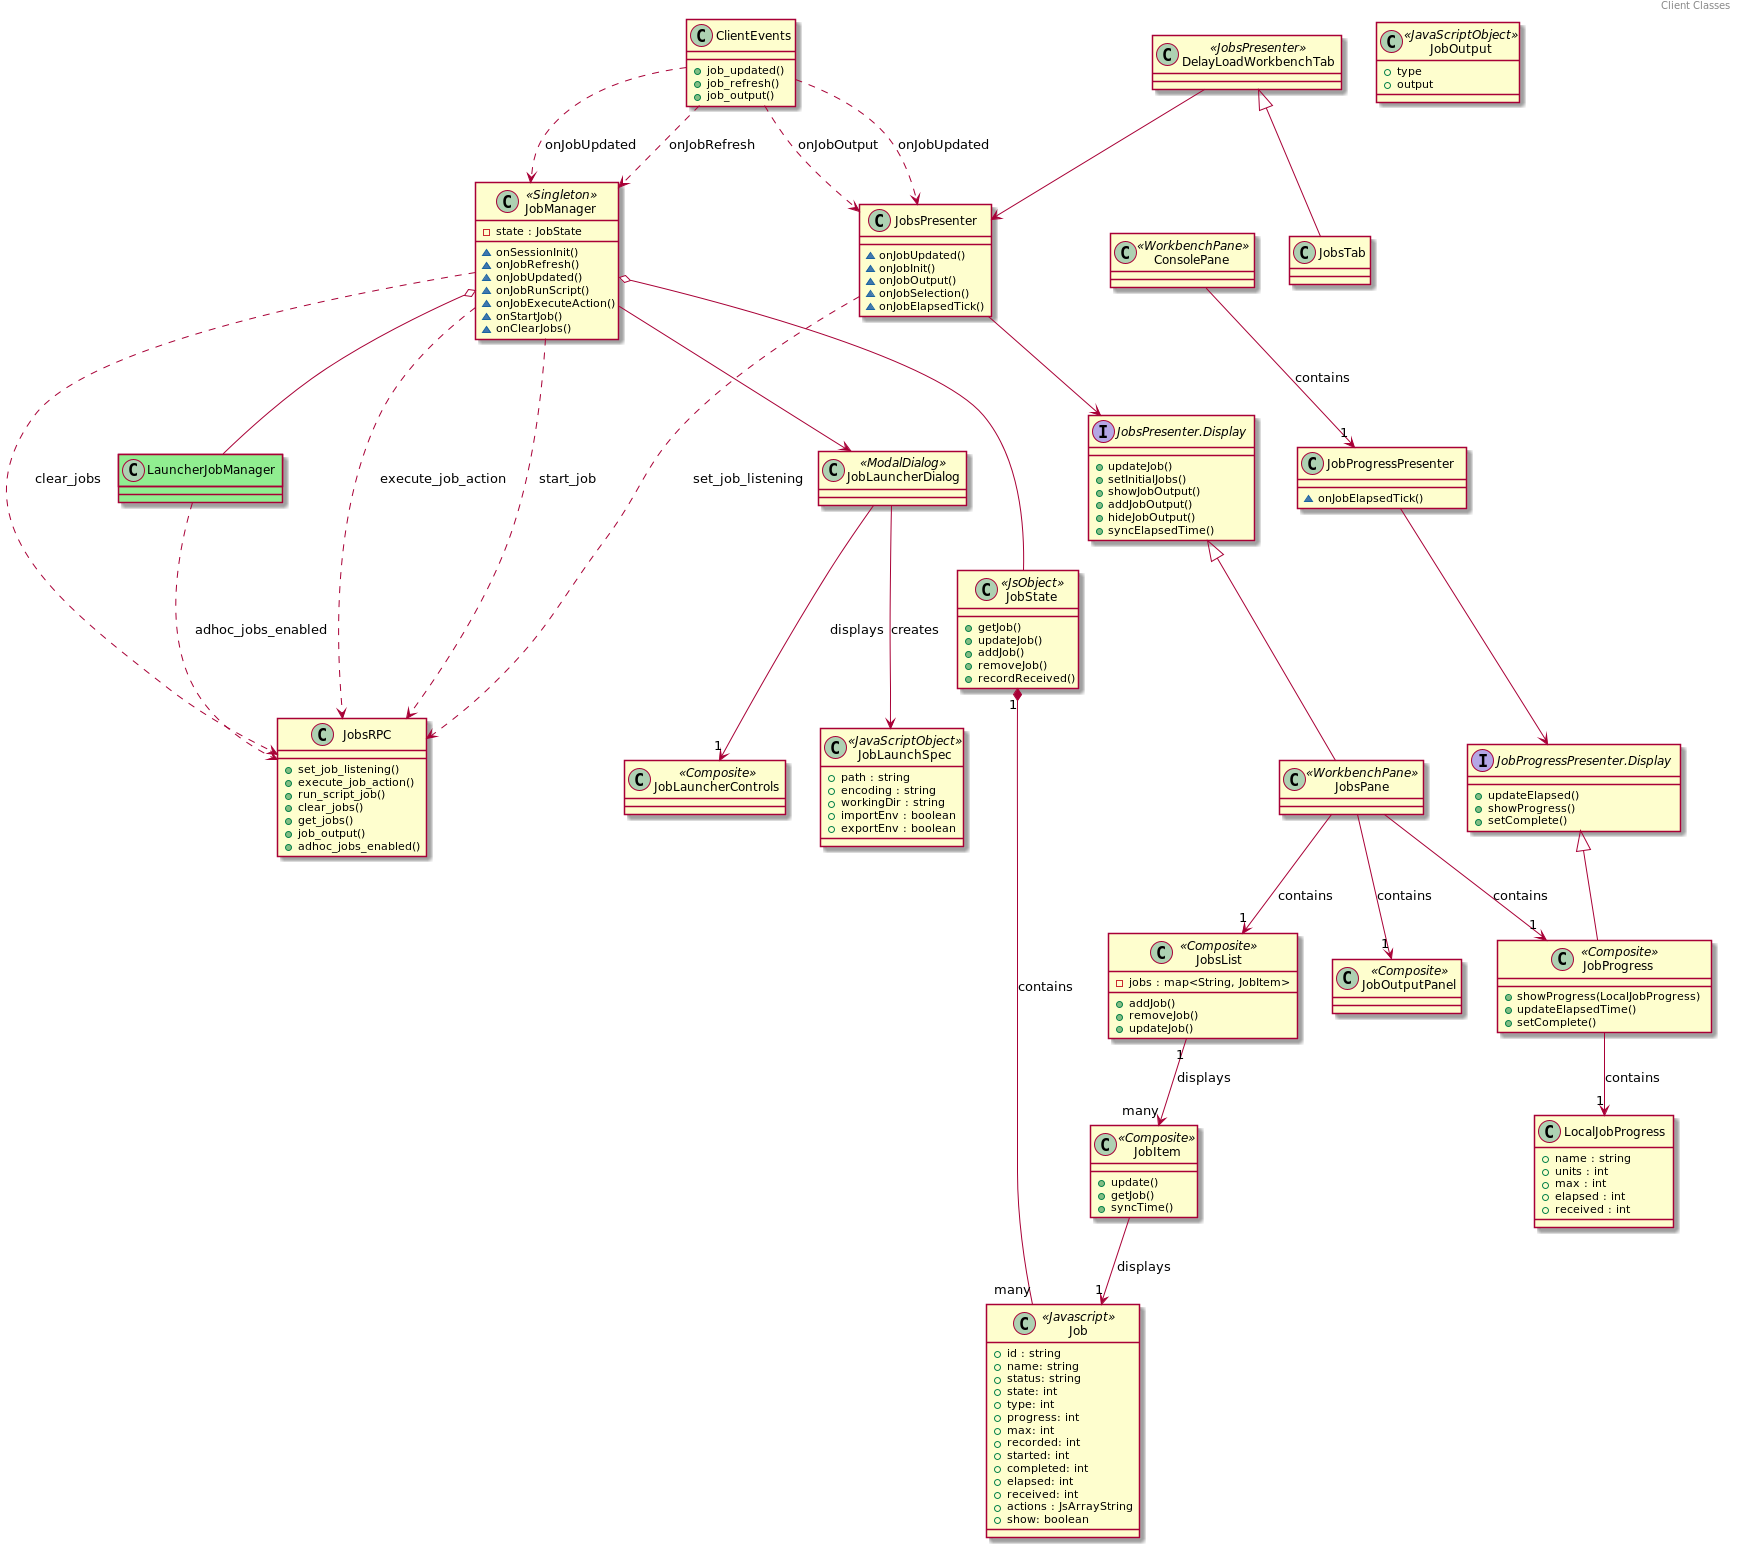 Client Classes
C ClientEvents
job_updated()
job_refresh()
job_output()
C «JobsPresenter»
DelayLoadWorkbenchTab
C «JavaScriptObject»
JobOutput
type
output
onJobUpdated
onJobRefresh
onJobOutput
onJobUpdated
C «Singleton»
JobManager
state : JobState
onSessionInit()
onJobRefresh()
onJobUpdated()
onJobRunScript()
onJobExecuteAction()
onStartJob()
onClearJobs()
C JobsPresenter
onJobUpdated()
onJobInit()
onJobOutput()
onJobSelection()
onJobElapsedTick()
C «WorkbenchPane»
ConsolePane
C JobsTab
contains
1
C LauncherJobManager
clear_jobs
execute_job_action
start_job
set_job_listening
C «ModalDialog»
JobLauncherDialog
I JobsPresenter.Display
updateJob()
setInitialJobs()
showJobOutput()
addJobOutput()
hideJobOutput()
syncElapsedTime()
C JobProgressPresenter
onJobElapsedTick()
adhoc_jobs_enabled
displays
creates
C «JsObject»
JobState
getJob()
updateJob()
addJob()
removeJob()
recordReceived()
1
1
C JobsRPC
set_job_listening()
execute_job_action()
run_script_job()
clear_jobs()
get_jobs()
job_output()
adhoc_jobs_enabled()
C «Composite»
JobLauncherControls
C «JavaScriptObject»
JobLaunchSpec
path : string
encoding : string
workingDir : string
importEnv : boolean
exportEnv : boolean
C «WorkbenchPane»
JobsPane
I JobProgressPresenter.Display
updateElapsed()
showProgress()
setComplete()
contains
contains
contains
1
1
1
contains
C «Composite»
JobsList
jobs : map<String, JobItem>
addJob()
removeJob()
updateJob()
C «Composite»
JobOutputPanel
C «Composite»
JobProgress
showProgress(LocalJobProgress)
updateElapsedTime()
setComplete()
1
displays
many
contains
1
C «Composite»
JobItem
update()
getJob()
syncTime()
C LocalJobProgress
name : string
units : int
max : int
elapsed : int
received : int
displays
many
1
C «Javascript»
Job
id : string
name: string
status: string
state: int
type: int
progress: int
max: int
recorded: int
started: int
completed: int
elapsed: int
received: int
actions : JsArrayString
show: boolean